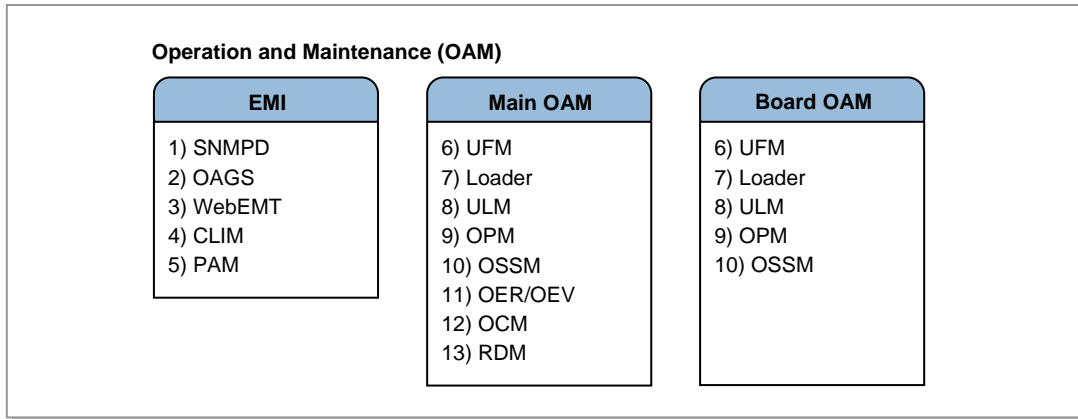 Operation and Maintenance (OAM)
EMI
1) SNMPD
2) OAGS
3) WebEMT
4) CLIM
5) PAM
Main OAM
6) UFM
7) Loader
8) ULM
9) OPM
10) OSSM
11) OER/OEV
12) OCM
13) RDM
Board OAM
6) UFM
7) Loader
8) ULM
9) OPM
10) OSSM